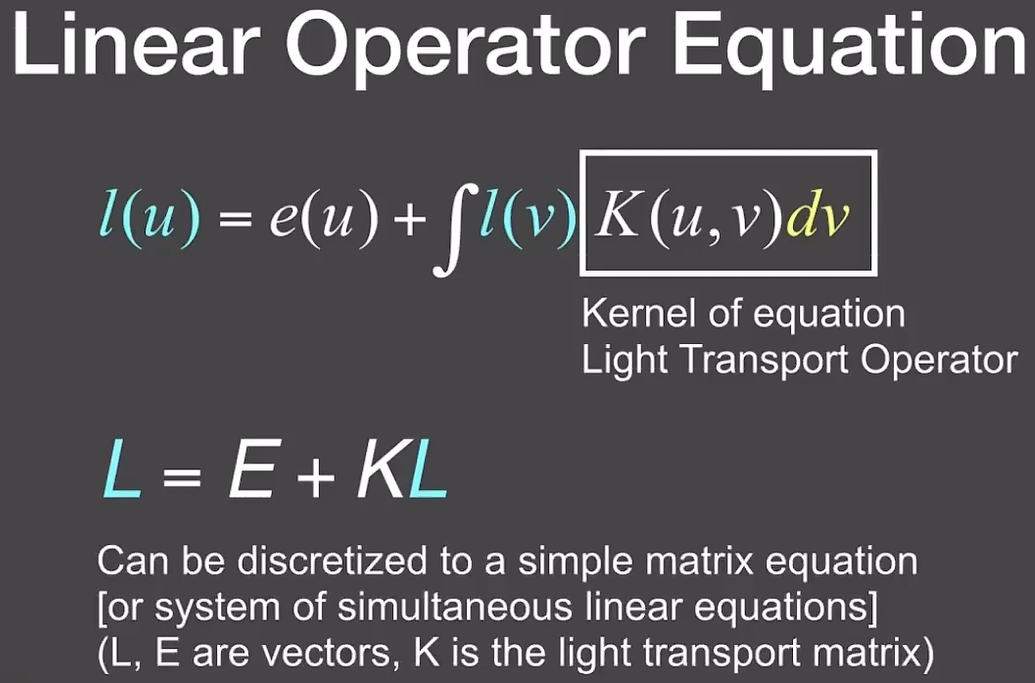 Linear Operator Equation
l(u) = e(u) + ∫l(v) K(u,v)dv
Kernel of equation
Light Transport Operator
L = E + KL
Can be discretized to a simple matrix equation
[or system of simultaneous linear equations]
(L, E are vectors, K is the light transport matrix)